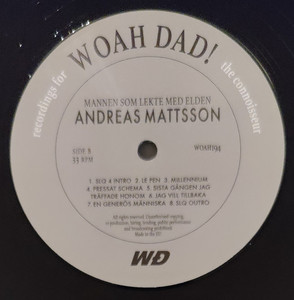 recordings for WOAH DAD! the connoisseur
MANNEN SOM LEKTE MED ELDEN
ANDREAS MATTSSON
SIDE B
33 RPM
WOAH194
1. SLQ 4 INTRO 2. LE PEN 3. MILLENNIUM
4. PRESSAT SCHEMA 5. SISTA GÅNGEN JAG
TRÄFFADE HONOM 6. JAG VILL TILLBAKA
7. EN GENERÖS MÄNNISKA 8. SLQ OUTRO
All rights reserved. Unauthorised copying,
reproduction, hiring, lending, public performance
and broadcasting prohibited.
Made in the EU
WD